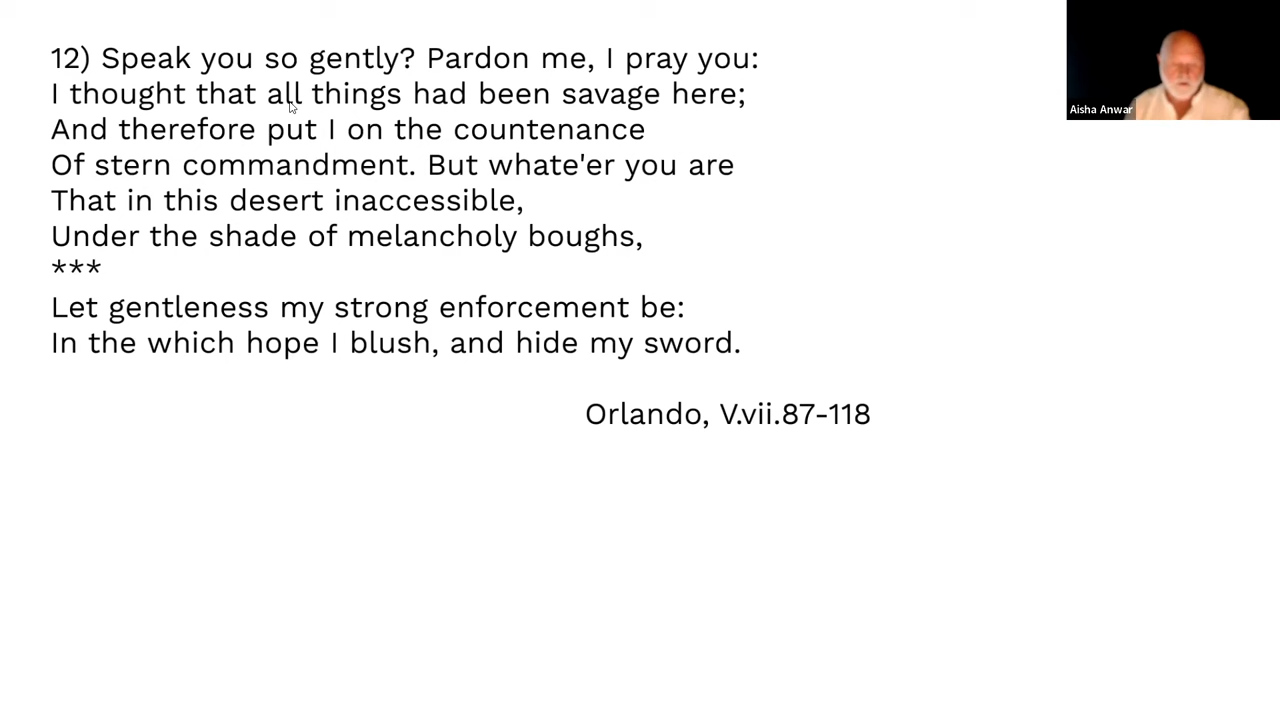 12) Speak you so gently? Pardon me, I pray you:
I thought that all things had been savage here;
And therefore put I on the countenance
Of stern commandment. But whate'er you are
That in this desert inaccessible,
Under the shade of melancholy boughs,
***
Let gentleness my strong enforcement be:
In the which hope I blush, and hide my sword.
Orlando, V.vii.87-118
Aisha Anwar